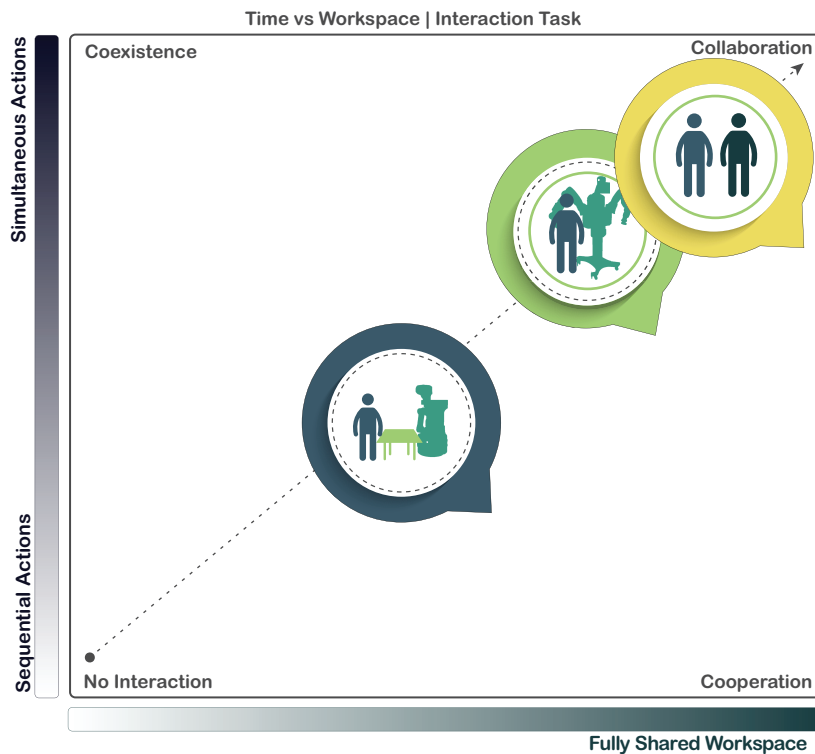 Time vs Workspace | Interaction Task
Coexistence
Collaboration
Simultaneous Actions
Sequential Actions
No Interaction
Cooperation
Fully Shared Workspace